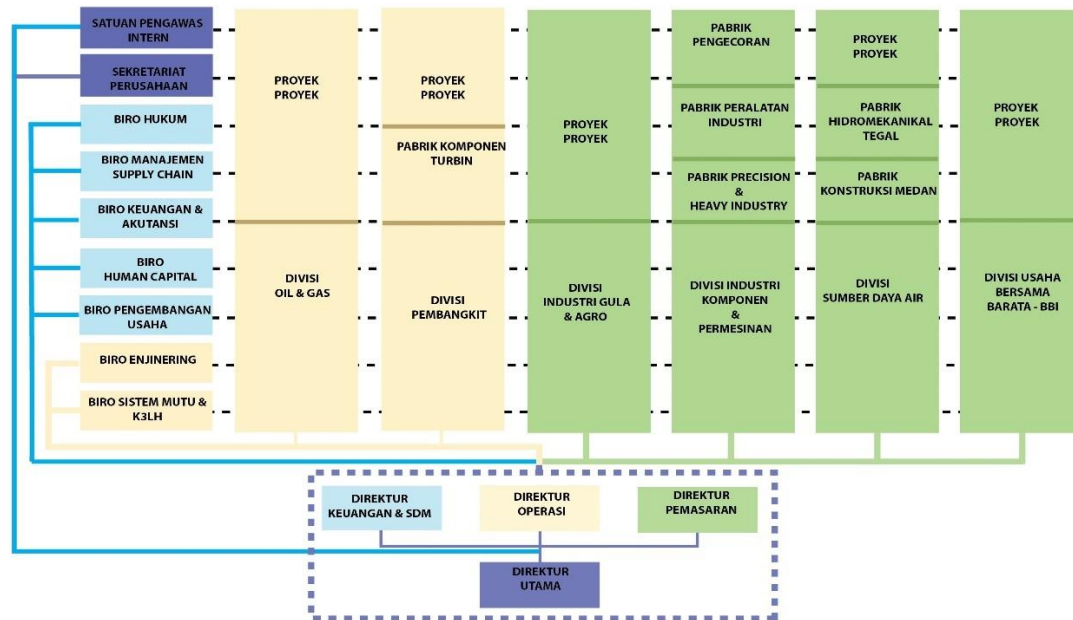 SATUAN PENGAWAS
INTERN
SEKRETARIAT
PERUSAHAAN
BIRO HUKUM
BIRO MANAJEMEN
SUPPLY CHAIN
BIRO KEUANGAN &
AKUTANSI
BIRO
HUMAN CAPITAL
BIRO PENGEMBANGAN
USAHA
BIRO ENJINERING
BIRO SISTEM MUTU &
K3LH
PROYEK
PROYEK
DIVISI
OIL & GAS
PROYEK
PROYEK
PABRIK KOMPONEN
TURBIN
DIVISI
PEMBANGKIT
PROYEK
PROYEK
DIVISI
INDUSTRI GULA
& AGRO
PABRIK
PENGECORAN
PABRIK PERALATAN
INDUSTRI
PABRIK PRECISION
&
HEAVY INDUSTRY
DIVISI INDUSTRI
KOMPONEN
&
PERMESINAN
PROYEK
PROYEK
PABRIK
HIDROMEKANIKAL
TEGAL
PABRIK
KONSTRUKSI MEDAN
DIVISI
SUMBER DAYA AIR
PROYEK
PROYEK
DIVISI USAHA
BERSAMA
BARATA - BBI
DIREKTUR
KEUANGAN & SDM
DIREKTUR
OPERASI
DIREKTUR
PEMASARAN
DIREKTUR
UTAMA